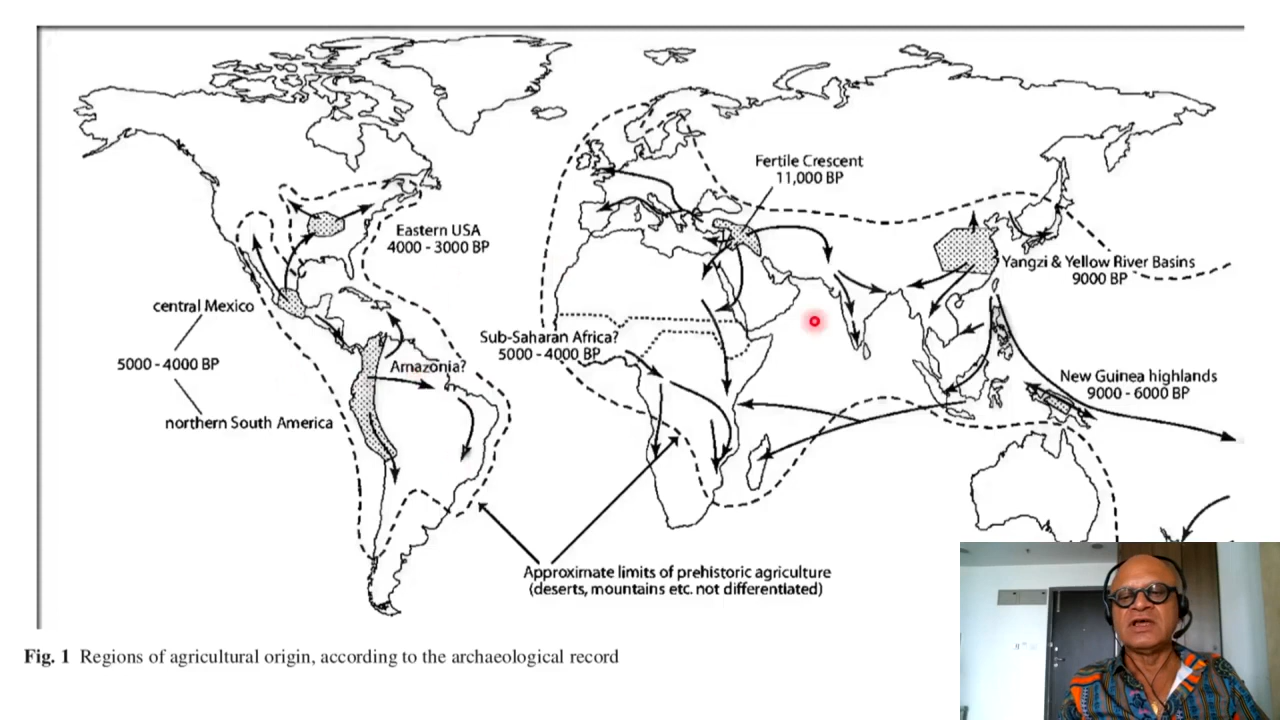 Fertile Crescent
11,000 BP
Eastern USA
4000 - 3000 BP
Yangzi & Yellow River Basins
9000 BP
central Mexico
Sub-Saharan Africa?
5000 - 4000 BP
5000 - 4000 BP
Amazonia?
New Guinea highlands
9000 - 6000 BP
northern South America
Approximate limits of prehistoric agriculture
(deserts, mountains etc. not differentiated)
Fig. 1 Regions of agricultural origin, according to the archaeological record